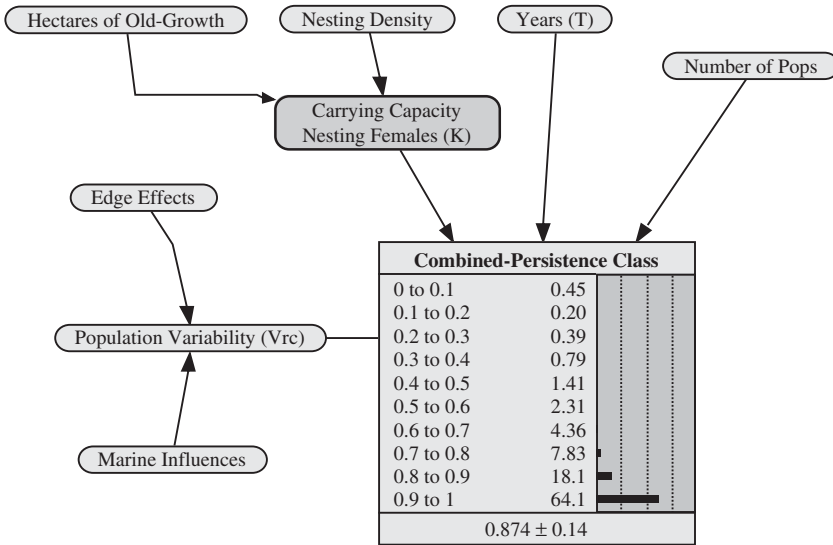 Hectares of Old-Growth
Nesting Density
Years (T)
Number of Pops
Carrying Capacity
Nesting Females (K)
Edge Effects
Population Variability (Vrc)
Marine Influences
Combined-Persistence Class
0 to 0.1 0.45
0.1 to 0.2 0.20
0.2 to 0.3 0.39
0.3 to 0.4 0.79
0.4 to 0.5 1.41
0.5 to 0.6 2.31
0.6 to 0.7 4.36
0.7 to 0.8 7.83
0.8 to 0.9 18.1
0.9 to 1 64.1
0.874 ± 0.14